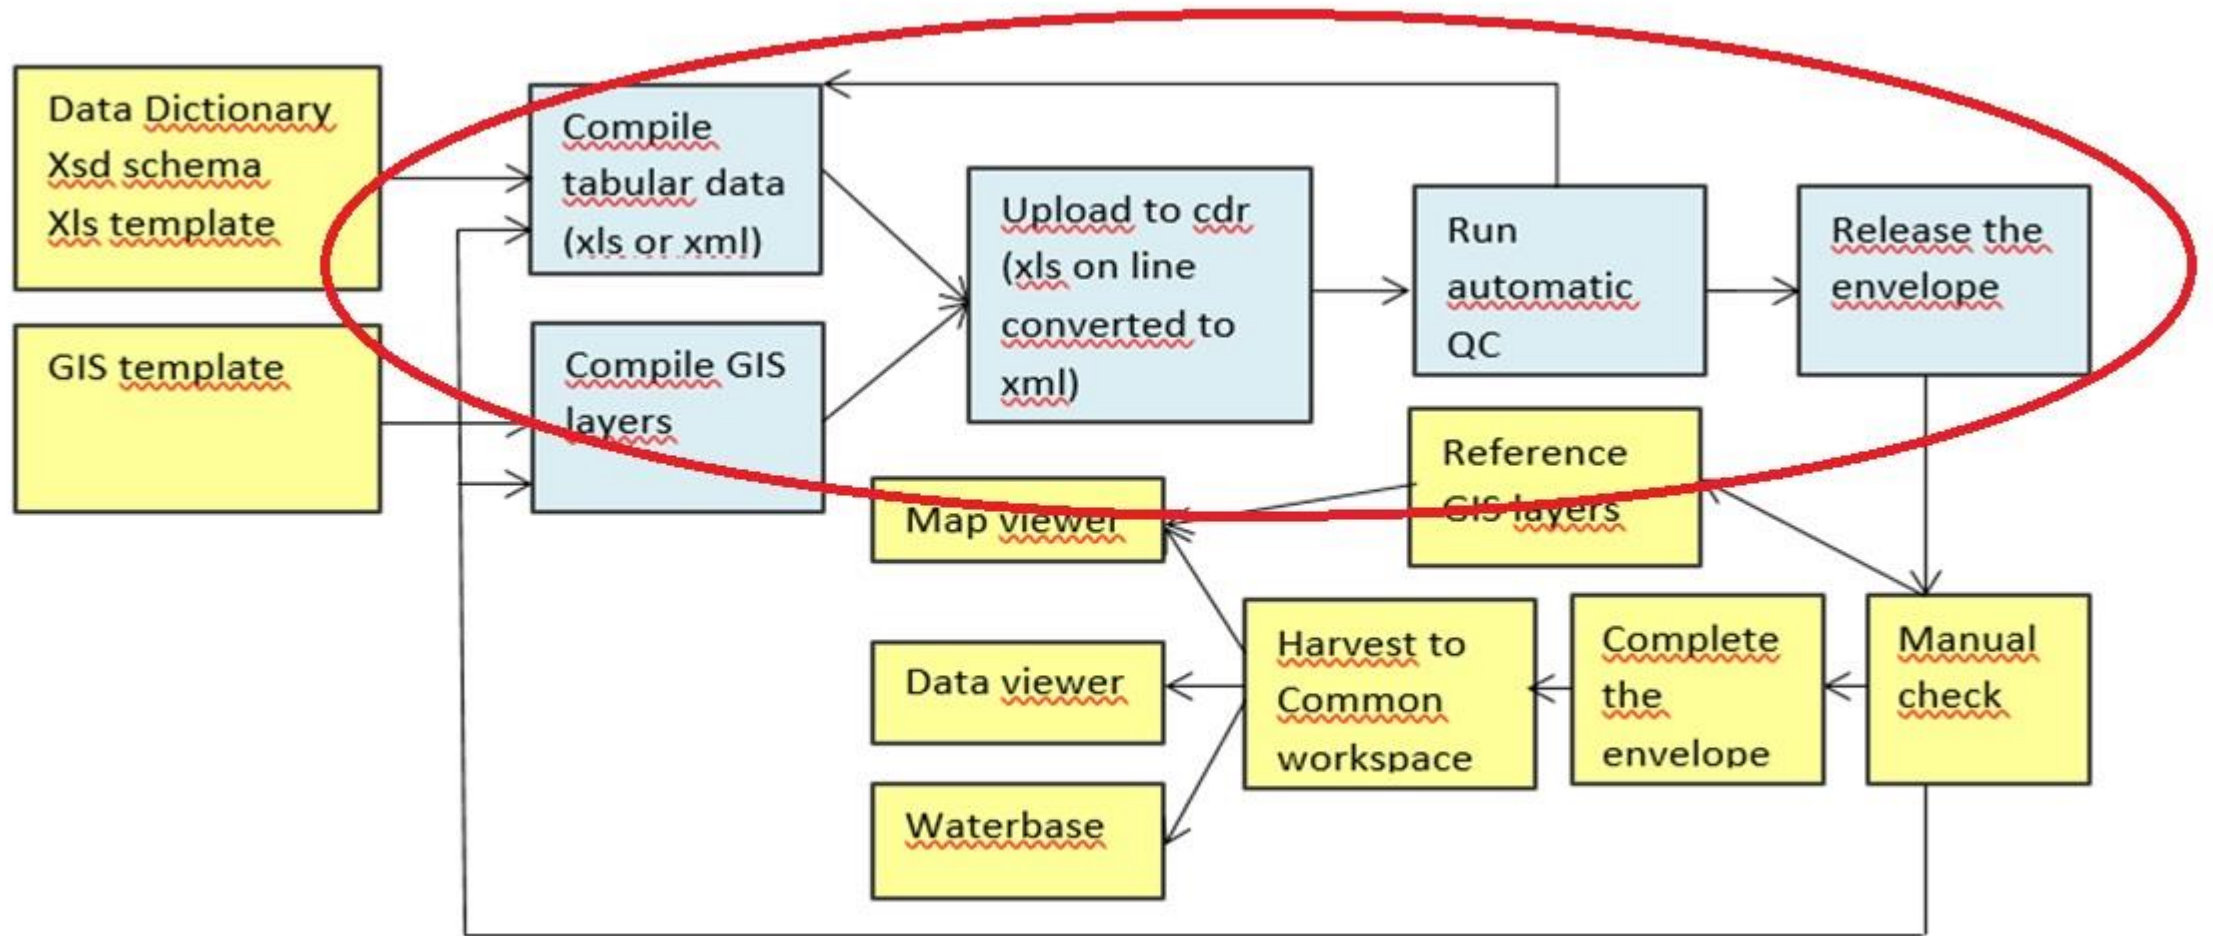 Data Dictionary
Xsd schema
Xls template
GIS template
Compile
tabular data
(xls or xml)
Compile GIS
layers
Upload to cdr
(xls on line
converted to
xml)
Run
automatic
QC
Release the
envelope
Reference
GIS layers
Map viewer
Data viewer
Waterbase
Harvest to
Common
workspace
Complete
the
envelope
Manual
check